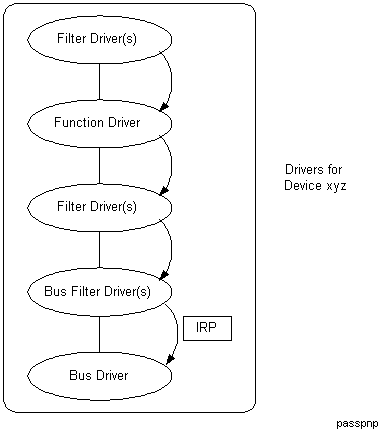 Filter Driver(s)
Function Driver
Drivers for
Device xyz
Filter Driver(s)
Bus Filter Driver(s)
IRP
Bus Driver
passpnp